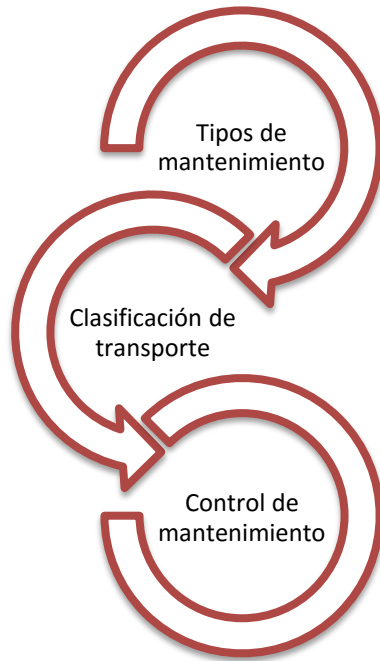 Tipos de
mantenimiento
Clasificación de
transporte
Control de
mantenimiento